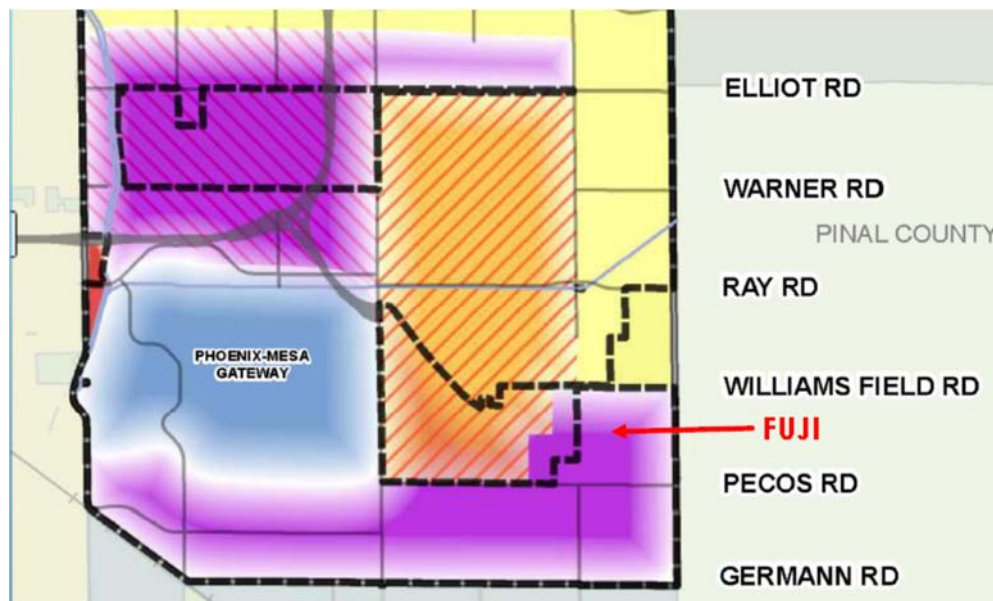 ELLIOT RD
WARNER RD
PINAL COUNTY
RAY RD
PHOENIX-MESA
GATEWAY
WILLIAMS FIELD RD
FUJI
PECOS RD
GERMANN RD